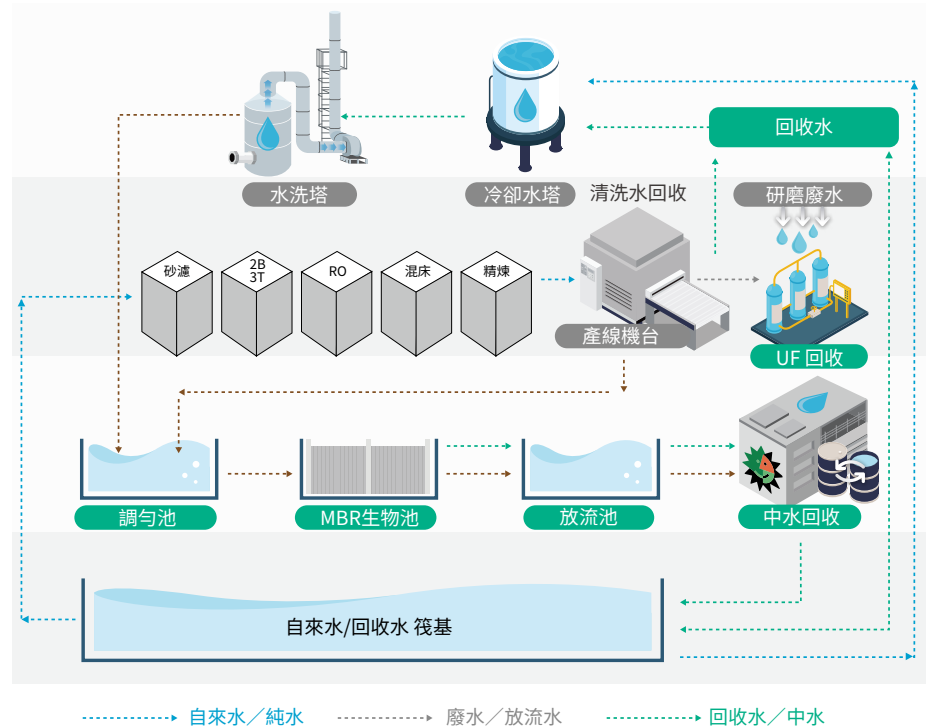 回收水
水洗塔
冷卻水塔
清洗水回收
研磨廢水
砂濾
2B
3T
RO
混床
精煉
產線機台
UF 回收
調勻池
MBR生物池
放流池
中水回收
自來水/回收水 筏基
自來水／純水
廢水／放流水
回收水／中水